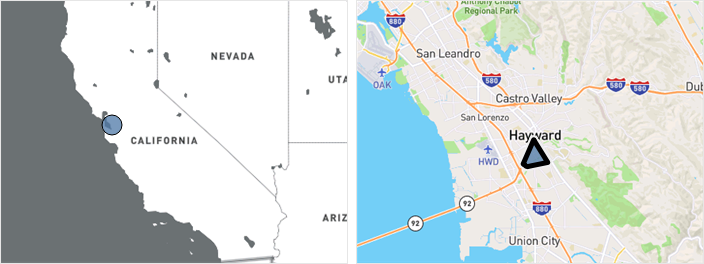 NEVADA
UTA
CALIFORNIA
ARIZ
Anthony Chabot
Regional Park
880
San Leandro
OAK
580
580
580
Castro Valley
Dub
San Lorenzo
Hayward
HWD
92
880
92
Union City